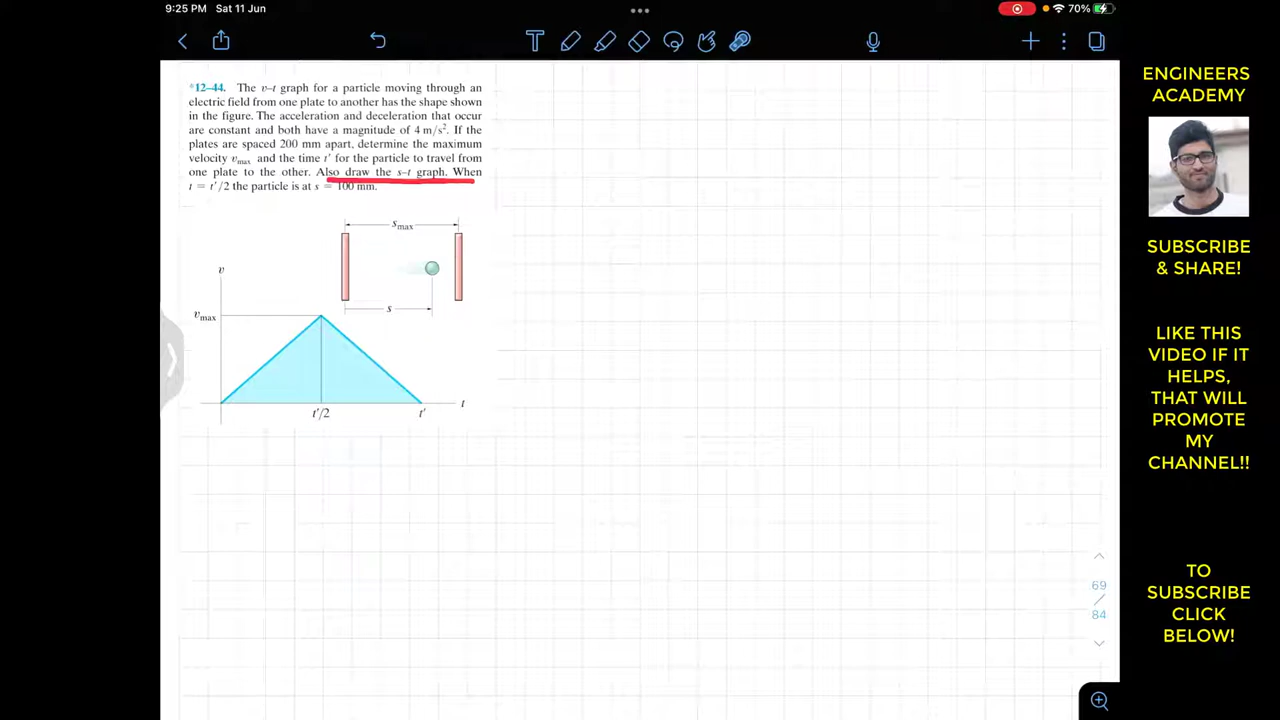 9:25 PM Sat 11 Jun
70%
*12–44. The v–t graph for a particle moving through an
electric field from one plate to another has the shape shown
in the figure. The acceleration and deceleration that occur
are constant and both have a magnitude of 4 m/s². If the
plates are spaced 200 mm apart, determine the maximum
velocity vmax and the time t′ for the particle to travel from
one plate to the other. Also draw the s–t graph. When
t = t′/2 the particle is at s = 100 mm.
smax
s
v
vmax
t′/2
t′
t
69
/
84
ENGINEERS
ACADEMY
SUBSCRIBE
& SHARE!
LIKE THIS
VIDEO IF IT
HELPS,
THAT WILL
PROMOTE
MY
CHANNEL!!
TO
SUBSCRIBE
CLICK
BELOW!